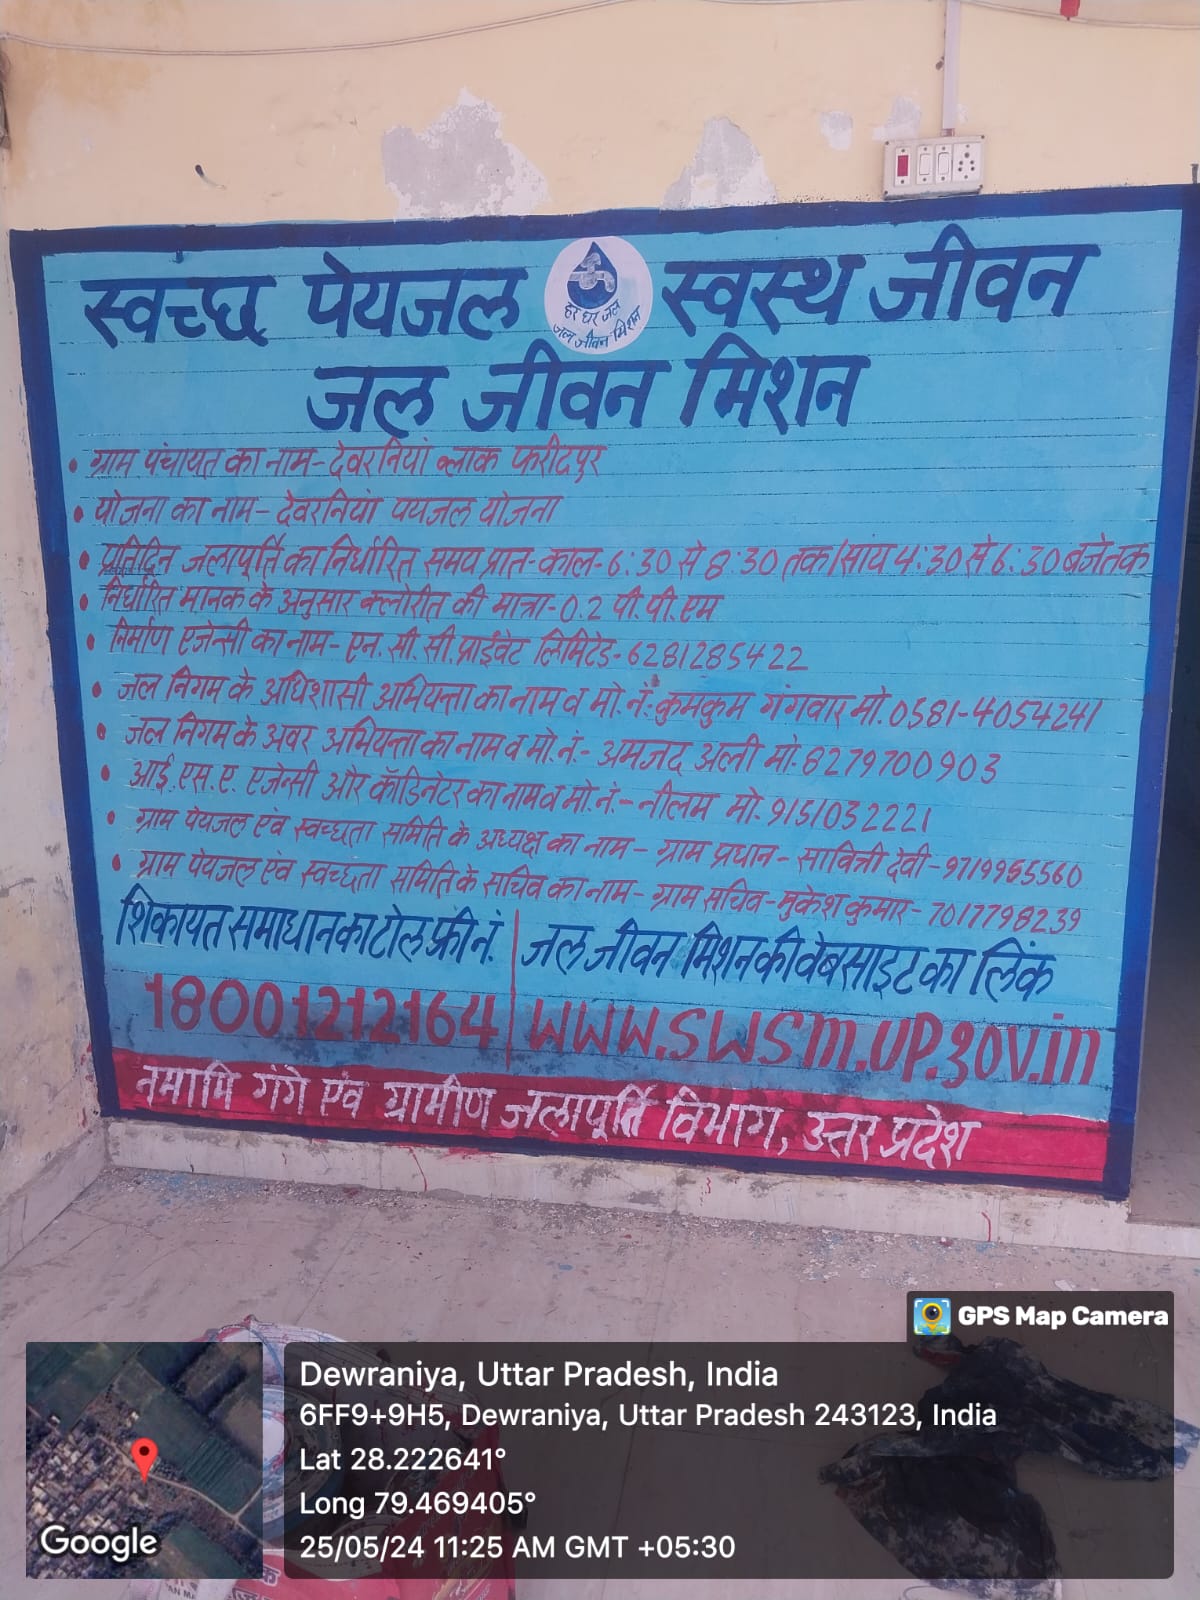 स्वच्छ पेयजल स्वस्थ जीवन
हर घर जल
जल जीवन मिशन
जल जीवन मिशन
• ग्राम पंचायत का नाम- देवरनियां ब्लाक फरीदपुर
• योजना का नाम- देवरनियां पयजल योजना
• प्रतिदिन जलापूर्ति का निर्धारित समय प्रात-काल- 6:30 से 8:30 तक/साय 4:30 से 6:30 बजे तक
• निर्धारित मानक के अनुसार क्लोरीत की मात्रा- 0.2 पी.पी.एम
• निर्माण एजेन्सी का नाम- एन.सी.सी.प्राईवेट लिमिटेड- 6281285422
• जल निगम के अधिशासी अभियन्ता का नाम व मो.नं.: कुमकुम गंगवार मो. 0581-4054241
• जल निगम के अवर अभियन्ता का नाम व मो.नं.- अमजद अली मो- 8279700903
• आई.एस.ए. एजेन्सी और कॉडिनेटर का नाम व मो.नं.- नीलम मो. 9151032221
• ग्राम पेयजल एंव स्वच्छता समिति के अध्यक्ष का नाम- ग्राम प्रधान- सावित्री देवी- 9719955560
• ग्राम पेयजल एंव स्वच्छता समिति के सचिव का नाम- ग्राम सचिव- मुकेश कुमार- 7017798239
शिकायत समाधान का टोल फ्री नं. | जल जीवन मिशन की वेबसाइट का लिंक
18001212164 | www.swsm.up.gov.in
नमामि गंगे एंव ग्रामीण जलापूर्ति विभाग, उत्तर प्रदेश
GPS Map Camera
Dewraniya, Uttar Pradesh, India
6FF9+9H5, Dewraniya, Uttar Pradesh 243123, India
Lat 28.222641°
Long 79.469405°
25/05/24 11:25 AM GMT +05:30
Google